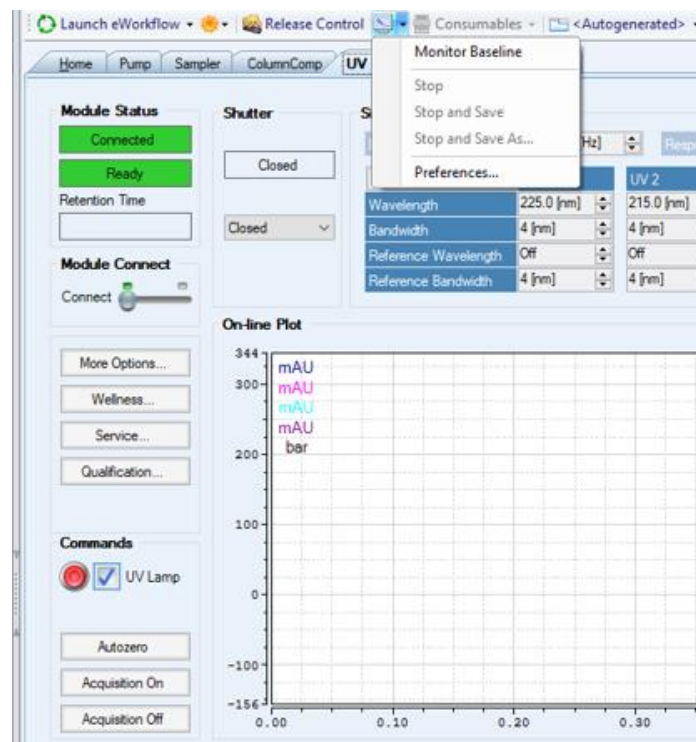 Launch eWorkflow Release Control Consumables <Autogenerated>
Home Pump Sampler ColumnComp UV
Monitor Baseline
Stop
Stop and Save
Stop and Save As...
Preferences...
Module Status
Connected
Ready
Retention Time
Module Connect
Connect
Shutter
Closed
Closed
Hz]
UV 2
Wavelength 225.0 [nm] 215.0 [nm]
Bandwidth 4 [nm] 4 [nm]
Reference Wavelength Off Off
Reference Bandwidth 4 [nm] 4 [nm]
More Options...
Wellness...
Service...
Qualification...
Commands
UV Lamp
Autozero
Acquisition On
Acquisition Off
On-line Plot
344
300
200
100
0
-100
-156
mAU
mAU
mAU
mAU
bar
0.00 0.10 0.20 0.30